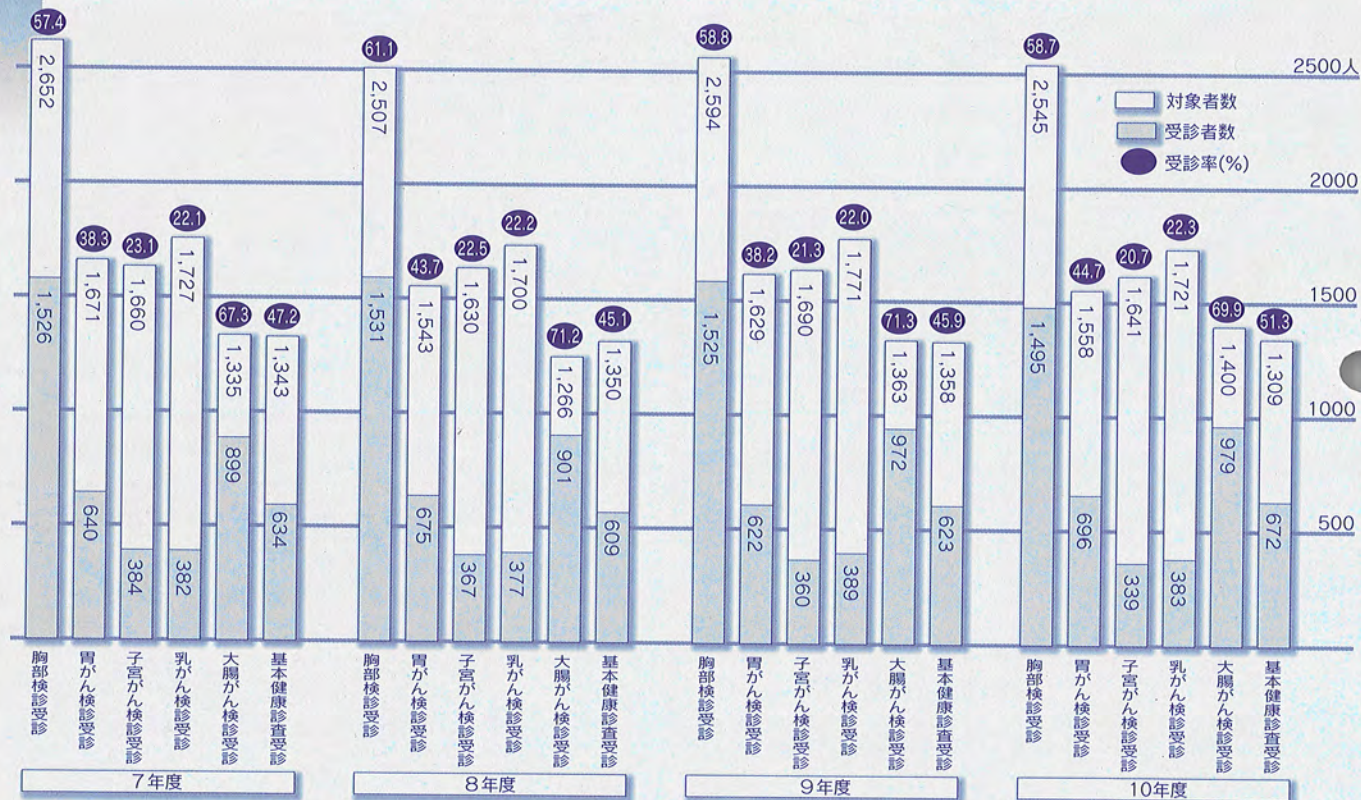 57.4
2,652
1,526
胸部検診受診
38.3
1,671
640
胃がん検診受診
23.1
1,660
384
子宮がん検診受診
22.1
1,727
382
乳がん検診受診
67.3
1,335
899
大腸がん検診受診
47.2
1,343
634
基本健康診査受診
7年度
61.1
2,507
1,531
胸部検診受診
43.7
1,543
675
胃がん検診受診
22.5
1,630
367
子宮がん検診受診
22.2
1,700
377
乳がん検診受診
71.2
1,266
901
大腸がん検診受診
45.1
1,350
609
基本健康診査受診
8年度
58.8
2,594
1,525
胸部検診受診
38.2
1,629
622
胃がん検診受診
21.3
1,690
360
子宮がん検診受診
22.0
1,771
389
乳がん検診受診
71.3
1,363
972
大腸がん検診受診
45.9
1,358
623
基本健康診査受診
9年度
58.7
2,545
1,495
胸部検診受診
44.7
1,558
696
胃がん検診受診
20.7
1,641
339
子宮がん検診受診
22.3
1,721
383
乳がん検診受診
69.9
1,400
979
大腸がん検診受診
51.3
1,309
672
基本健康診査受診
10年度
対象者数
受診者数
受診率(%)
2500人
2000
1500
1000
500